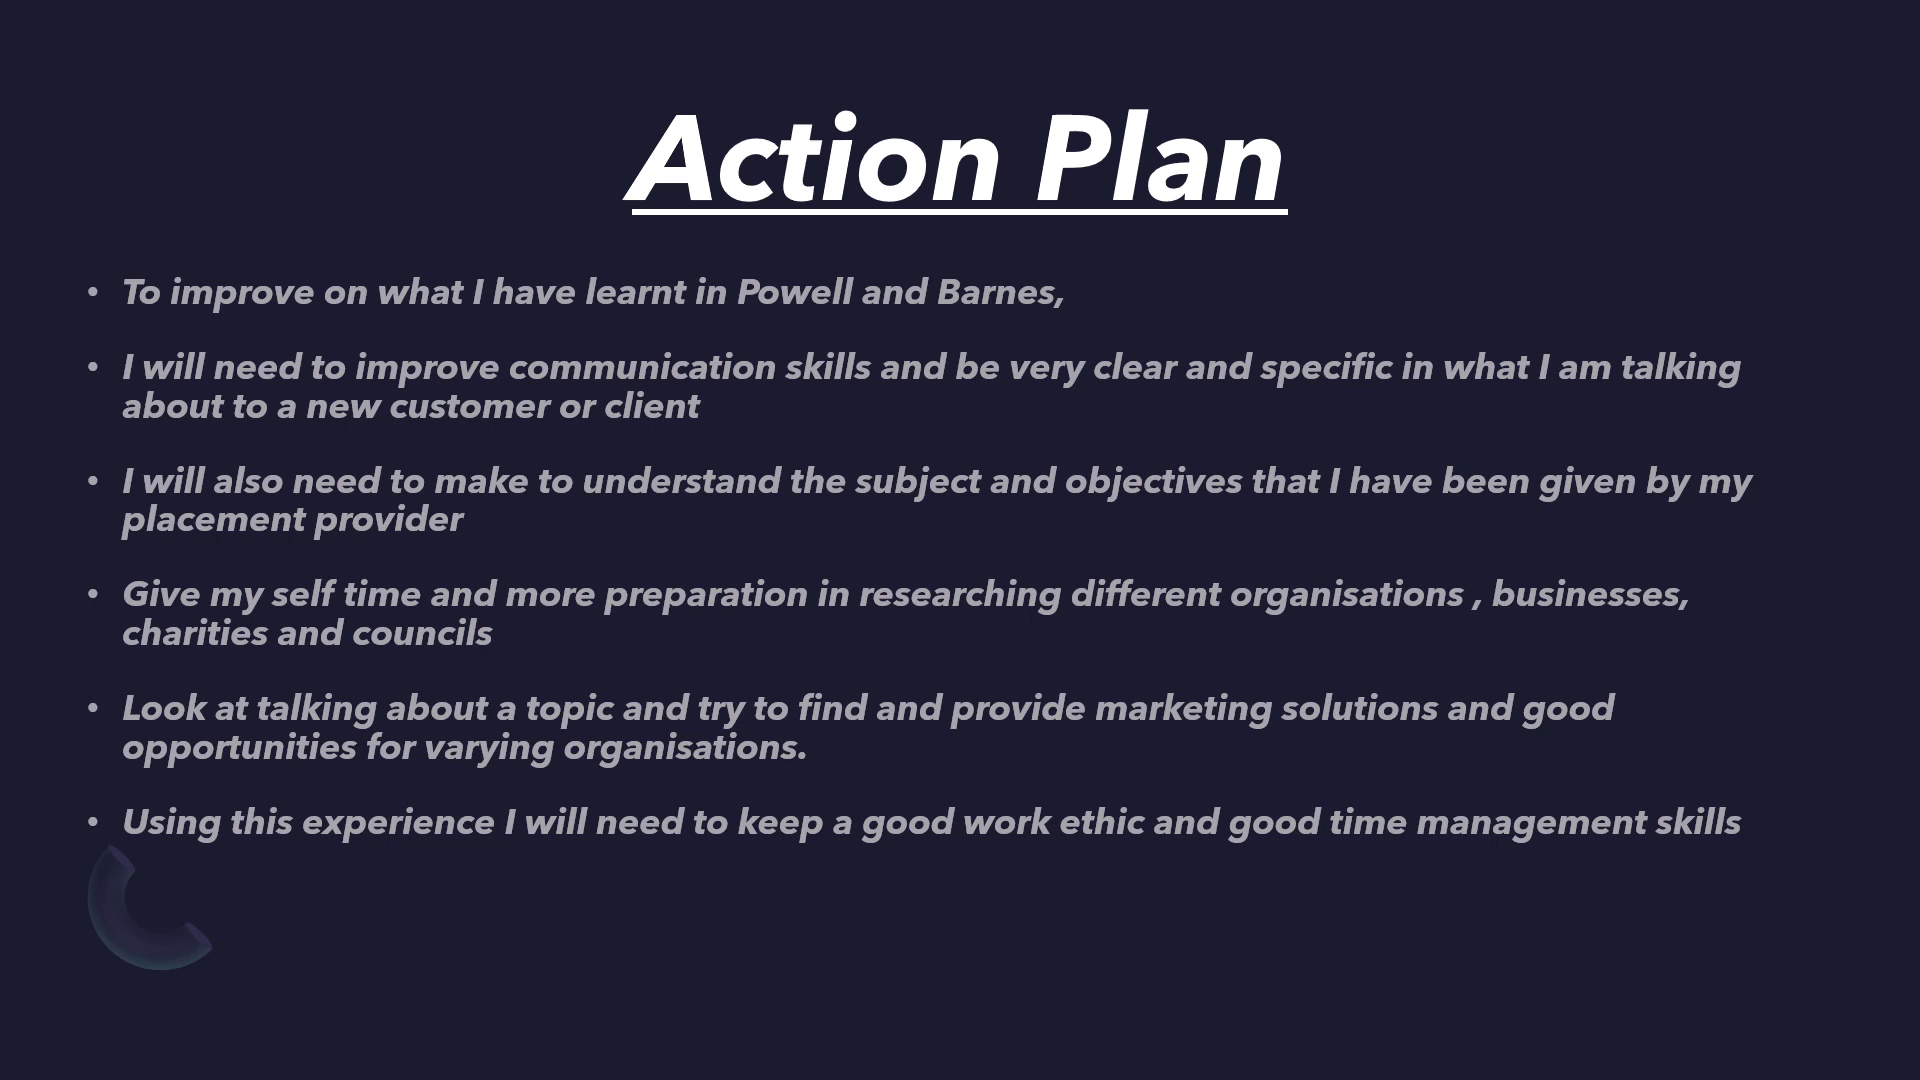 Action Plan
• To improve on what I have learnt in Powell and Barnes,
• I will need to improve communication skills and be very clear and specific in what I am talking
about to a new customer or client
• I will also need to make to understand the subject and objectives that I have been given by my
placement provider
• Give my self time and more preparation in researching different organisations , businesses,
charities and councils
• Look at talking about a topic and try to find and provide marketing solutions and good
opportunities for varying organisations.
• Using this experience I will need to keep a good work ethic and good time management skills